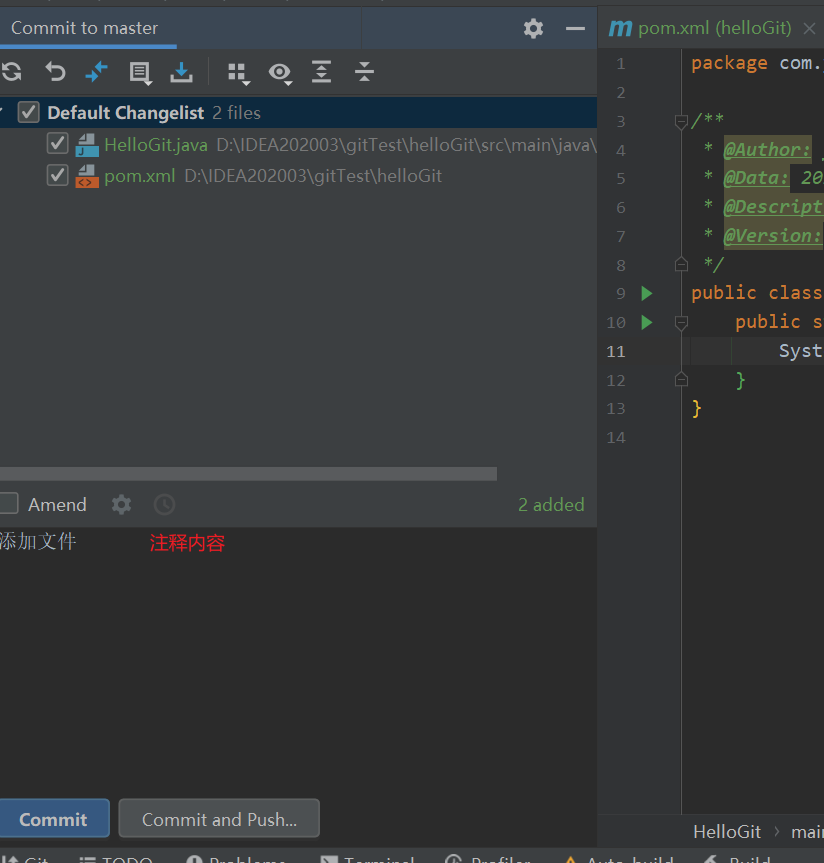 Commit to master
Default Changelist 2 files
HelloGit.java D:\IDEA202003\gitTest\helloGit\src\main\java\
pom.xml D:\IDEA202003\gitTest\helloGit
Amend
2 added
添加文件 注释内容
Commit
Commit and Push...
pom.xml (helloGit)
1 package com.
2
3 /**
4 * @Author:
5 * @Data: 20
6 * @Descript
7 * @Version:
8 */
9 public class
10 public s
11 Syst
12 }
13 }
14
HelloGit › main
Git TODO Problems Terminal Profiler Auto-build Build